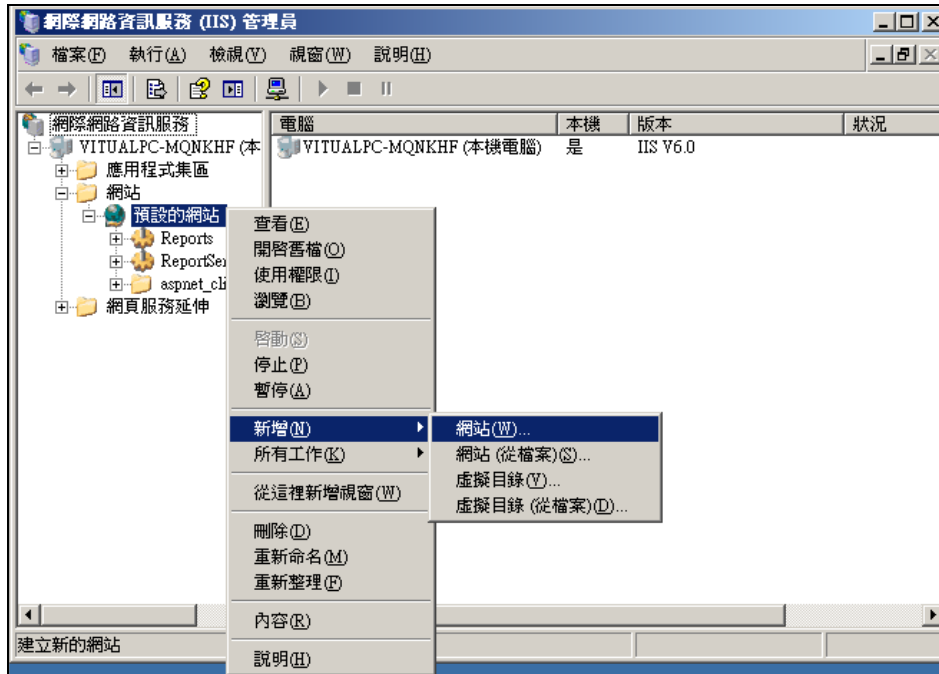 網際網路資訊服務 (IIS) 管理員
檔案(F) 執行(A) 檢視(V) 視窗(W) 說明(H)
網際網路資訊服務
VITUALPC-MQNKHF (本
應用程式集區
網站
預設的網站
Reports
ReportSe
aspnet_cli
網頁服務延伸
電腦 本機 版本 狀況
VITUALPC-MQNKHF (本機電腦) 是 IIS V6.0
查看(E)
開啓舊檔(O)
使用權限(I)
瀏覽(B)
啓動(S)
停止(P)
暫停(A)
新增(N)
所有工作(K)
從這裡新增視窗(W)
刪除(D)
重新命名(M)
重新整理(F)
內容(R)
說明(H)
網站(W)...
網站 (從檔案)(S)...
虛擬目錄(V)...
虛擬目錄 (從檔案)(D)...
建立新的網站